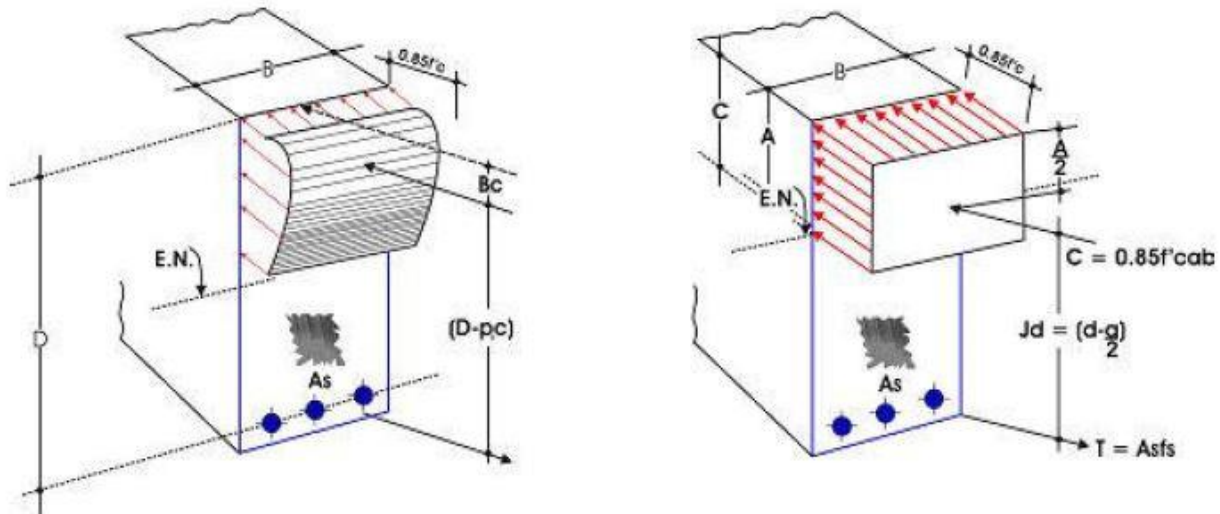 B
0.85f'c
Bc
E.N.
D
(D-pc)
As
B
0.85f'c
C
A
A
2
E.N.
C = 0.85f'cab
Jd = (d-g)
2
As
T = Asfs